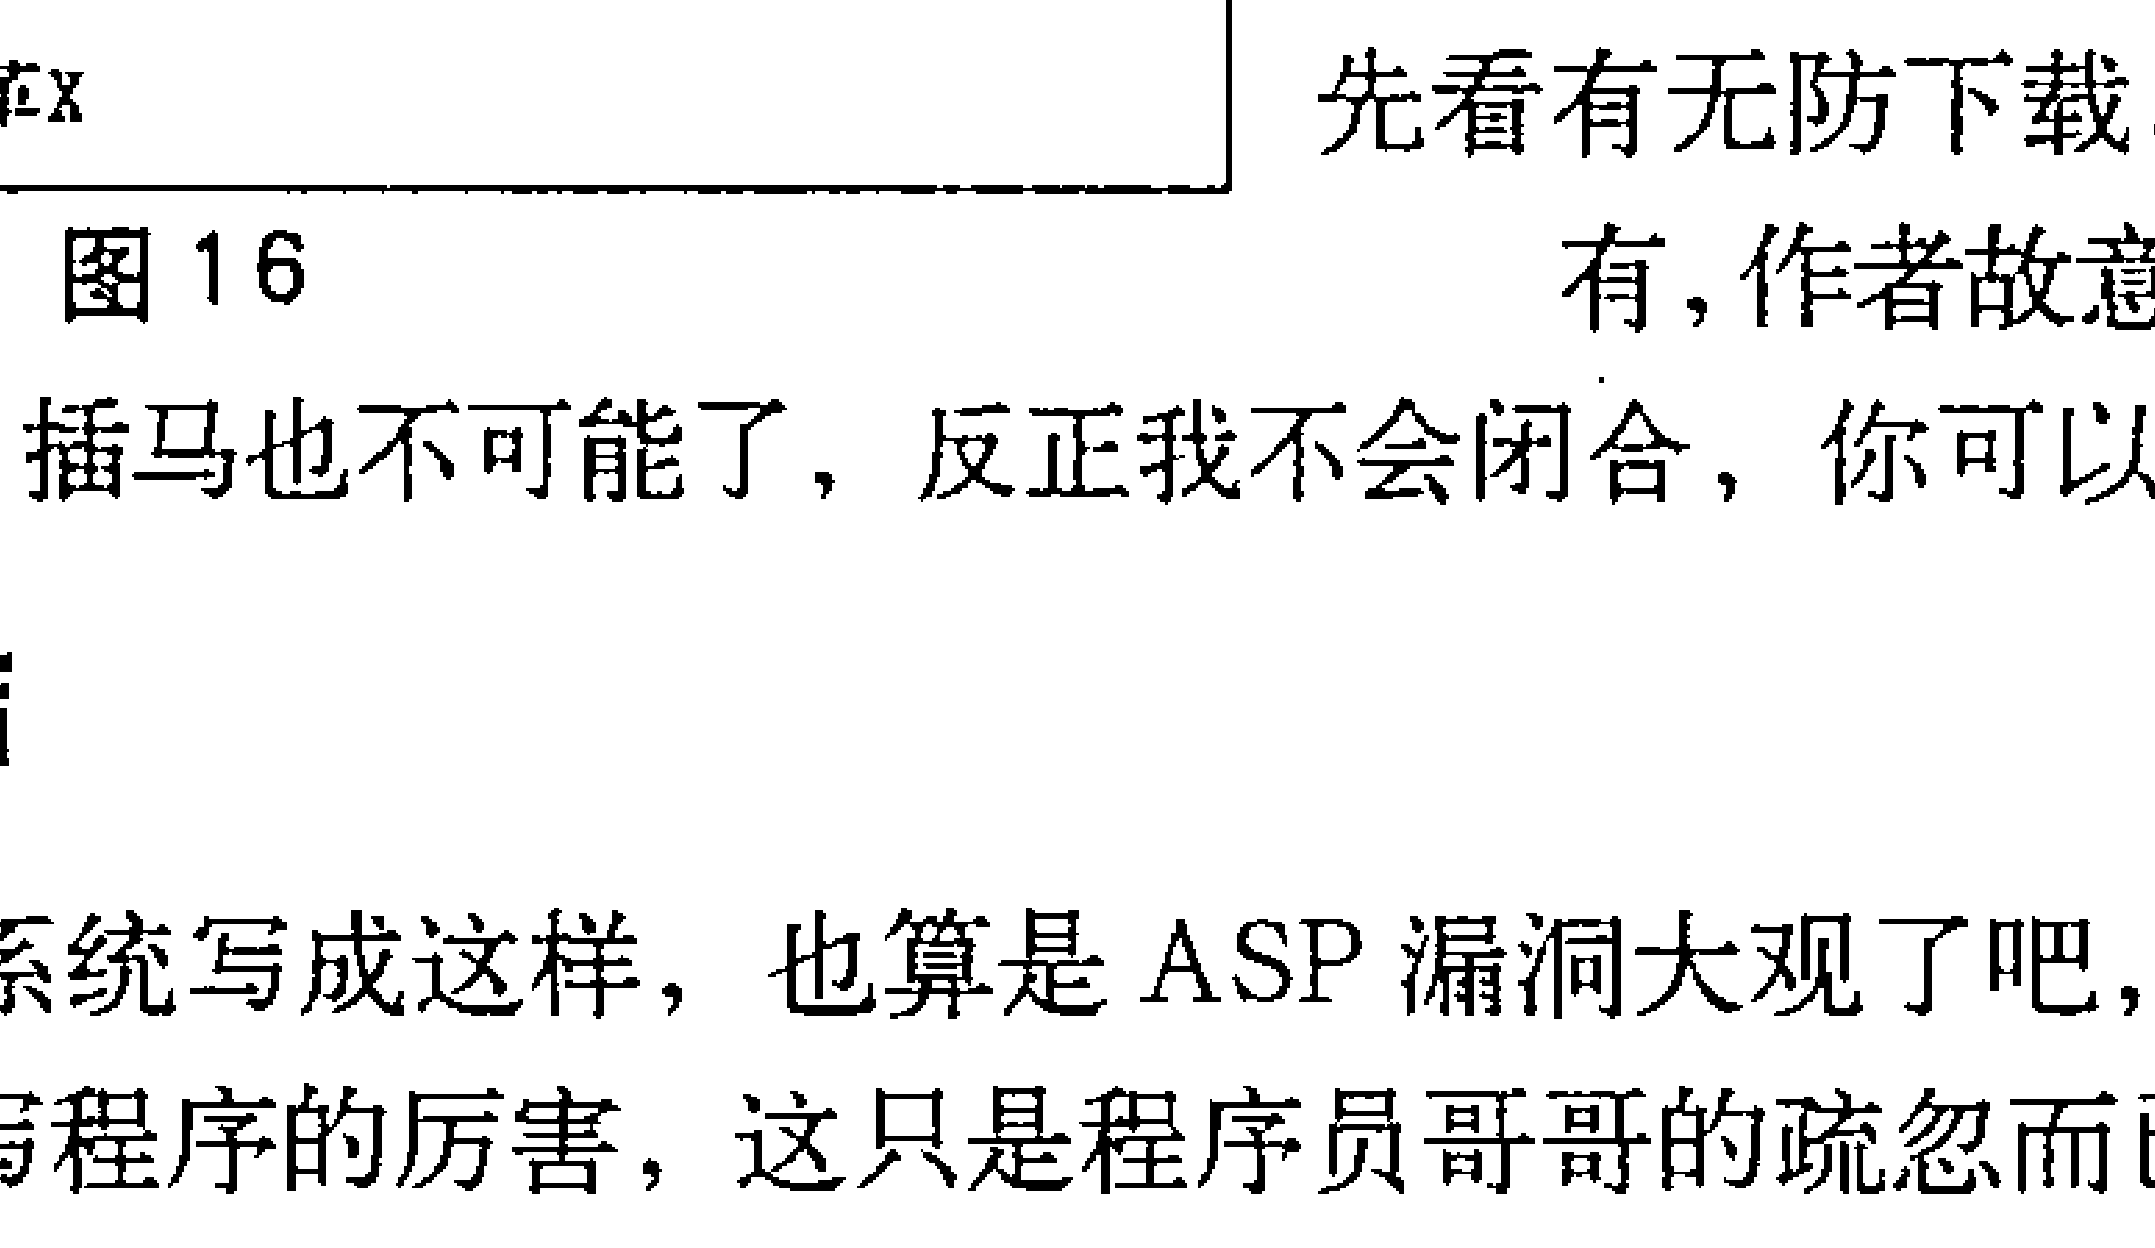 x
先看有无防下载
图 16
有，作者故意
插马也不可能了，反正我不会闭合，你可以
系统写成这样，也算是 ASP 漏洞大观了吧，
写程序的厉害，这只是程序员哥哥的疏忽而已